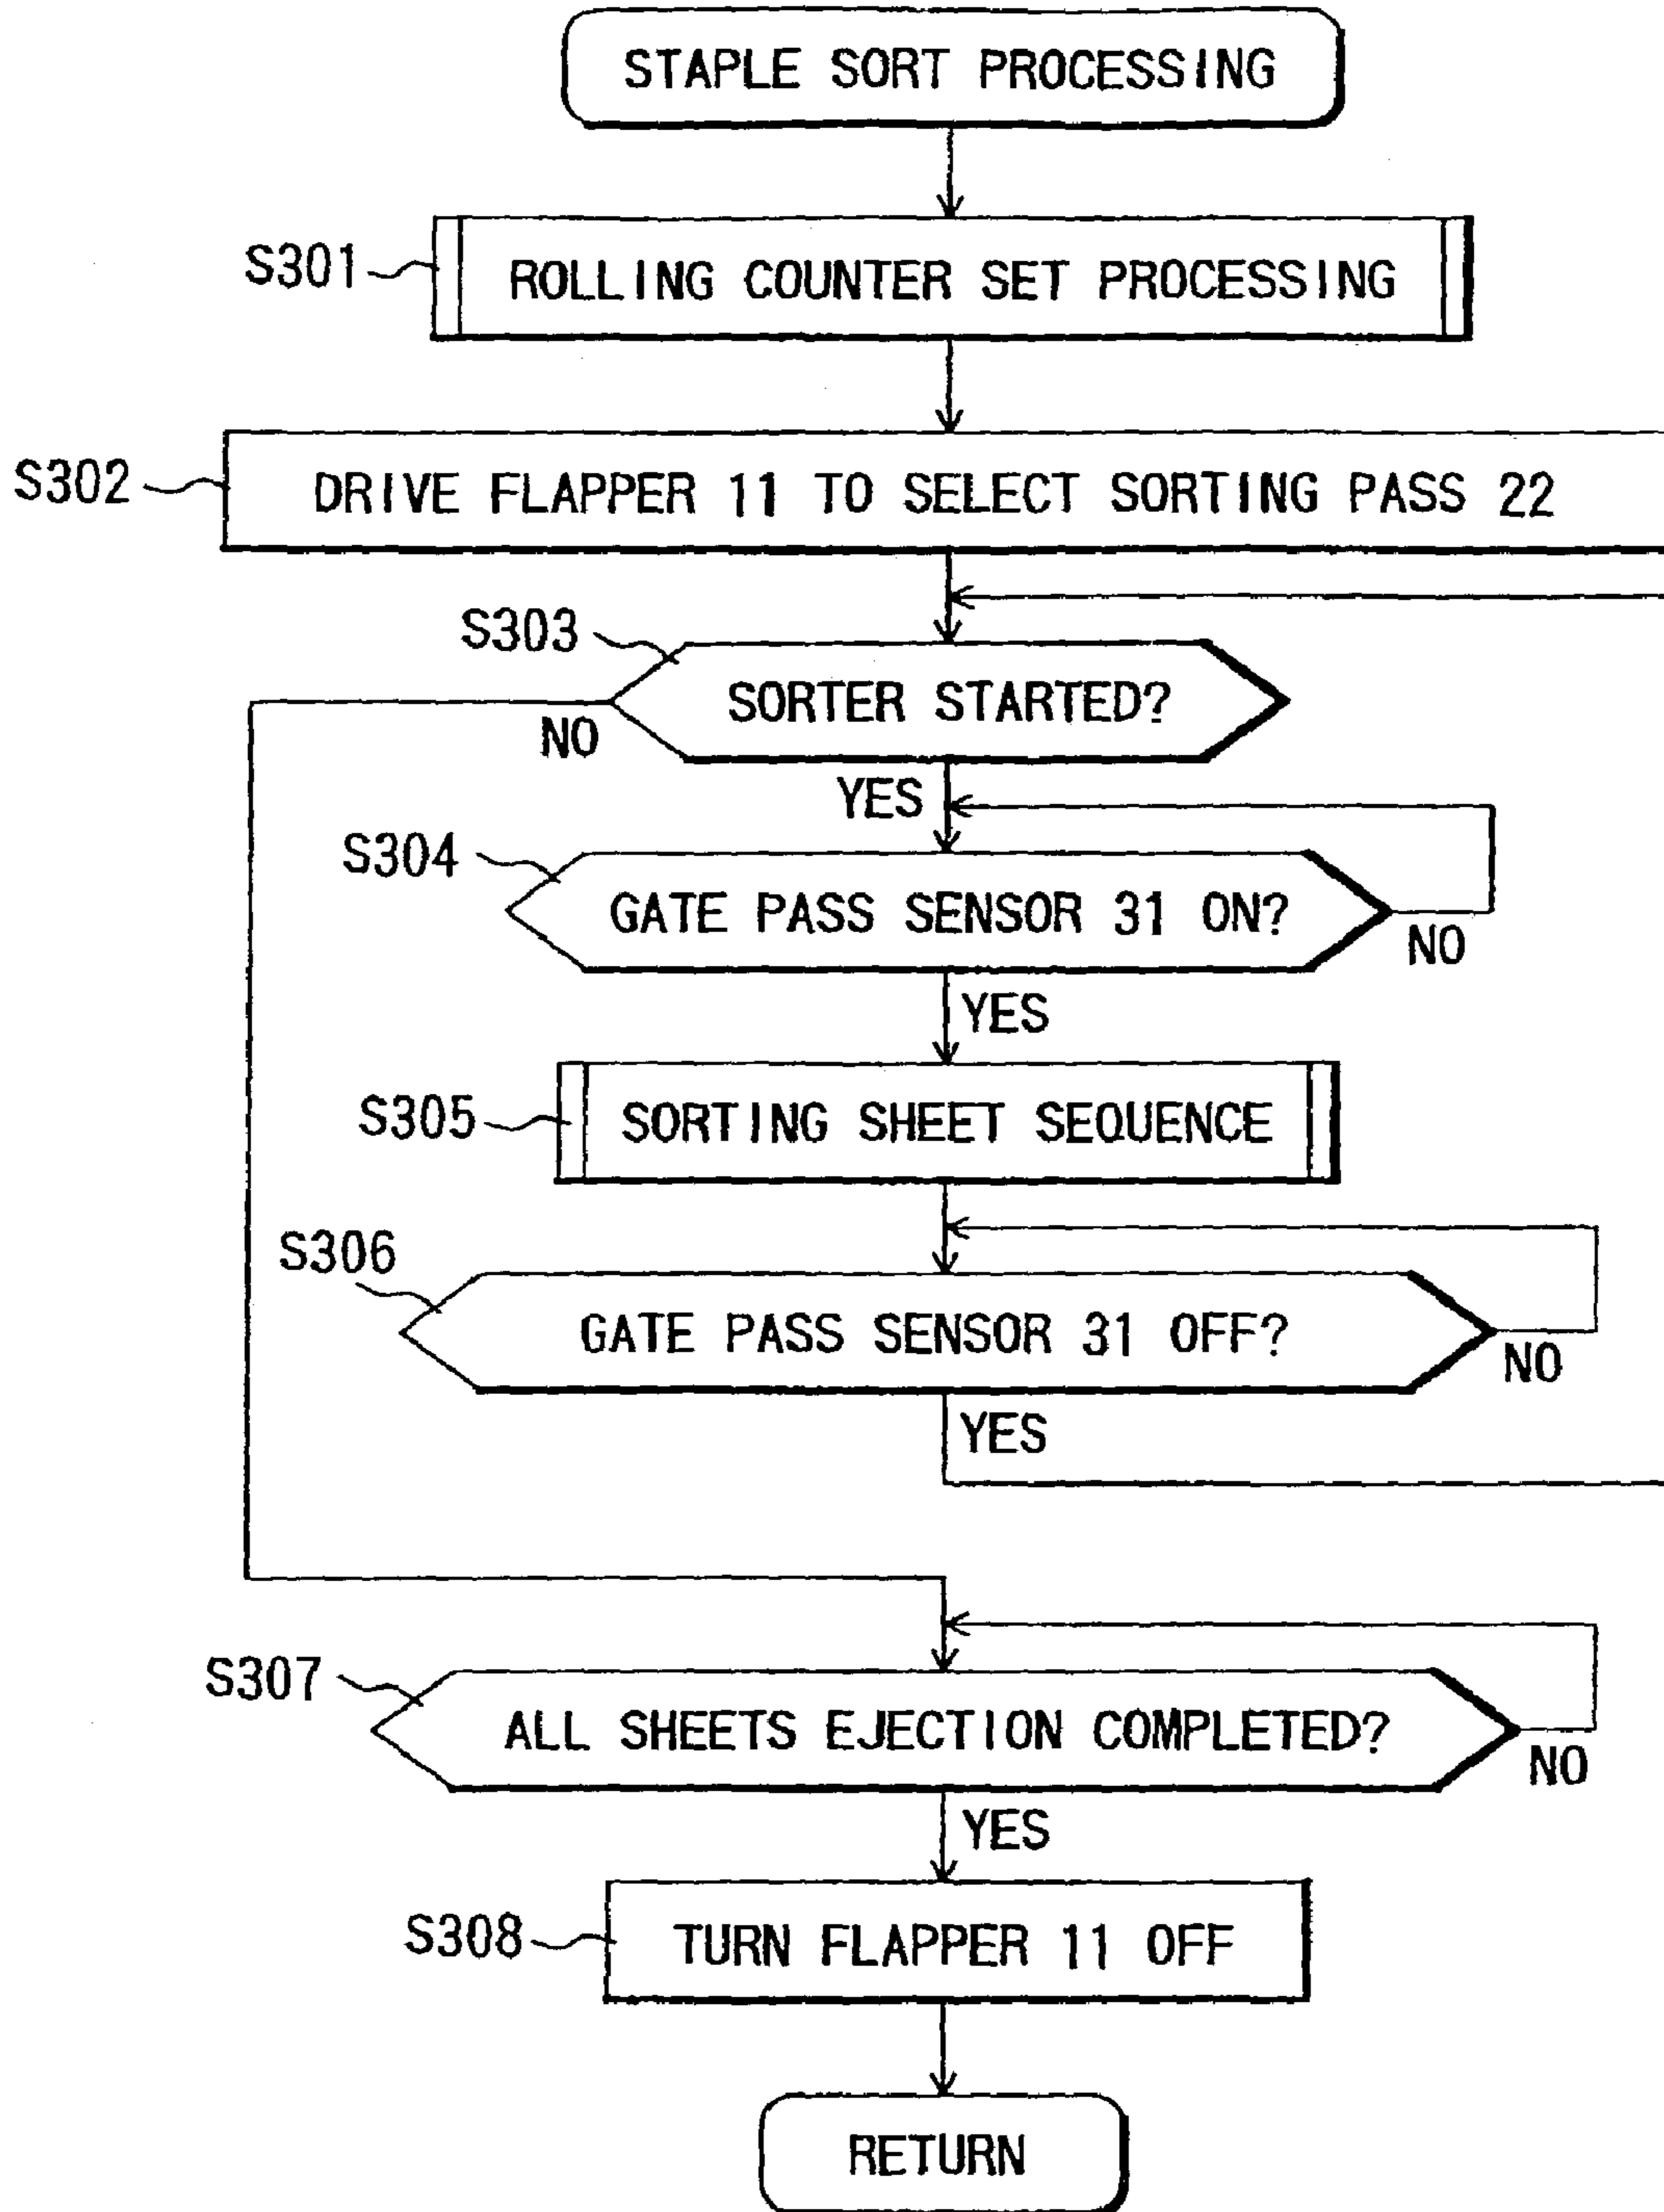 STAPLE SORT PROCESSING
S301
ROLLING COUNTER SET PROCESSING
S302
DRIVE FLAPPER 11 TO SELECT SORTING PASS 22
S303
SORTER STARTED?
NO
YES
S304
GATE PASS SENSOR 31 ON?
NO
YES
S305
SORTING SHEET SEQUENCE
S306
GATE PASS SENSOR 31 OFF?
NO
YES
S307
ALL SHEETS EJECTION COMPLETED?
NO
YES
S308
TURN FLAPPER 11 OFF
RETURN